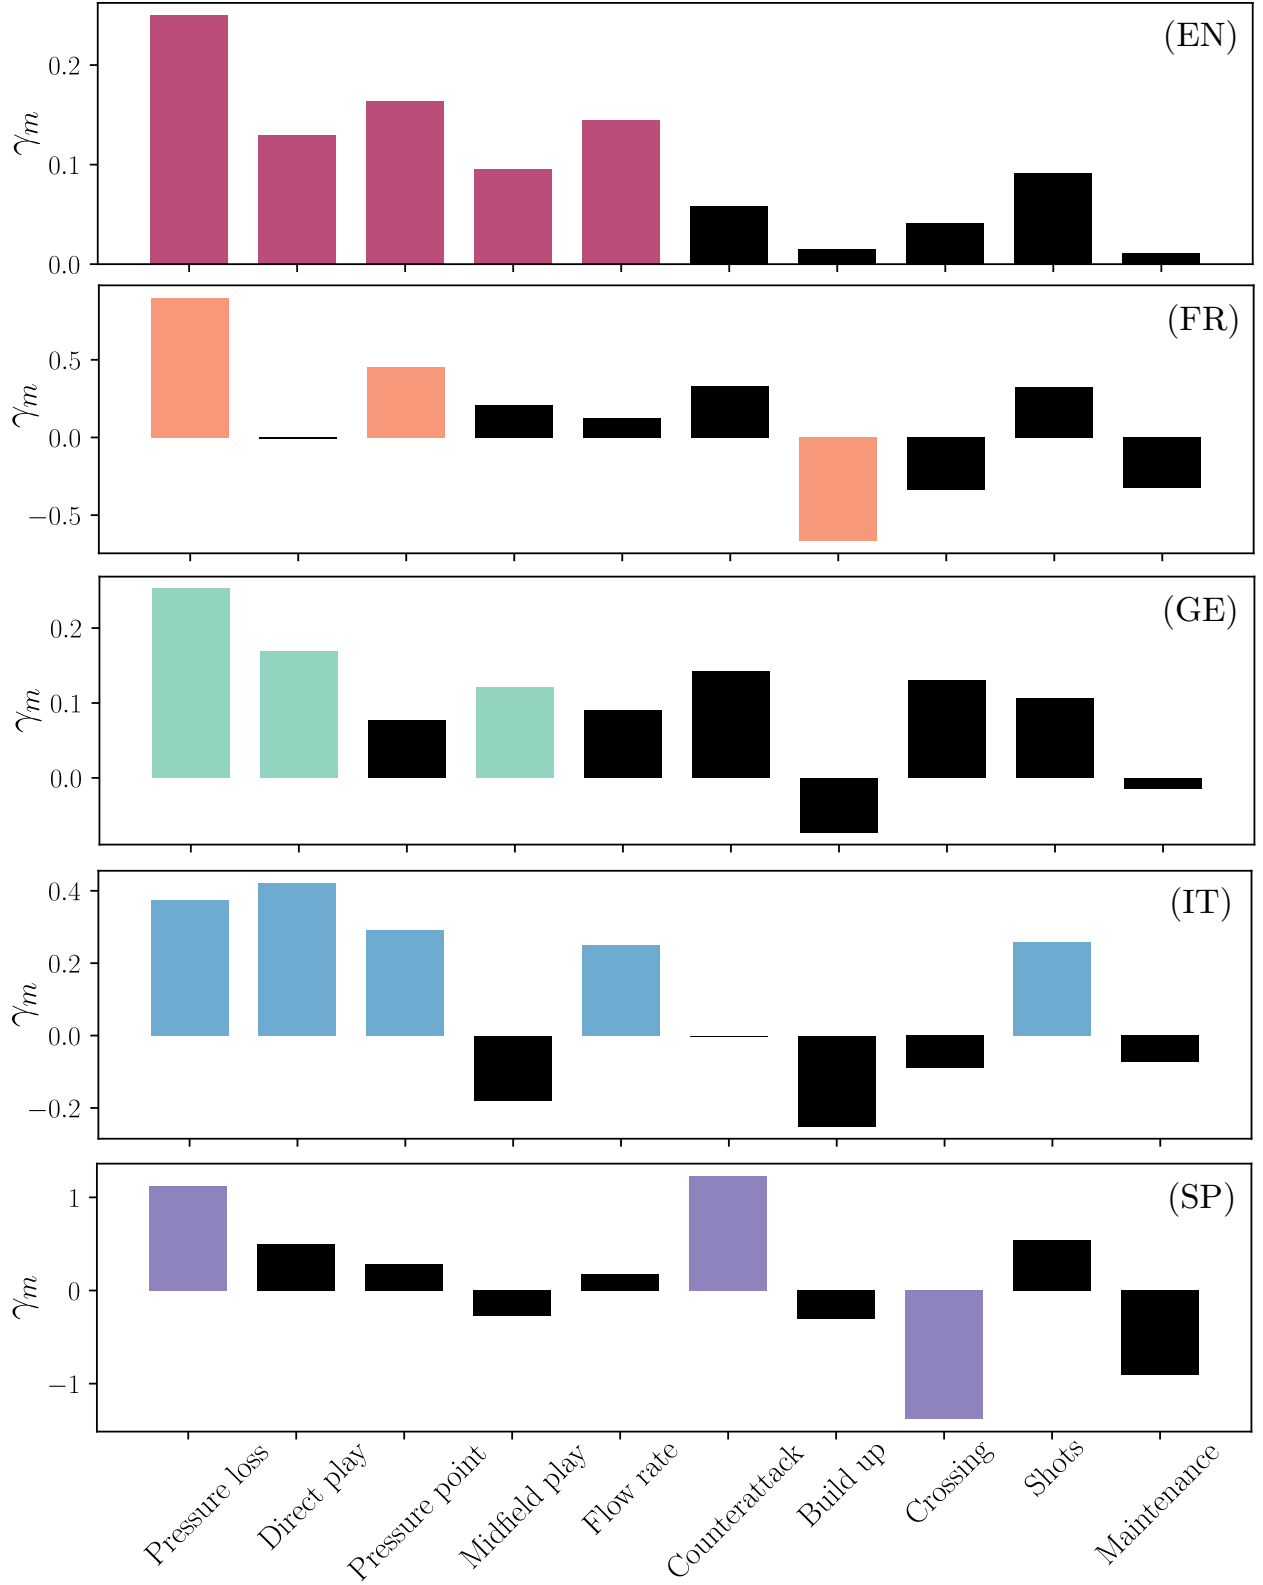 (EN)
0.2
0.1
0.0
γm
(FR)
0.5
0.0
−0.5
γm
(GE)
0.2
0.1
0.0
γm
(IT)
0.4
0.2
0.0
−0.2
γm
(SP)
1
0
−1
γm
Pressure loss
Direct play
Pressure point
Midfield play
Flow rate
Counterattack
Build up
Crossing
Shots
Maintenance